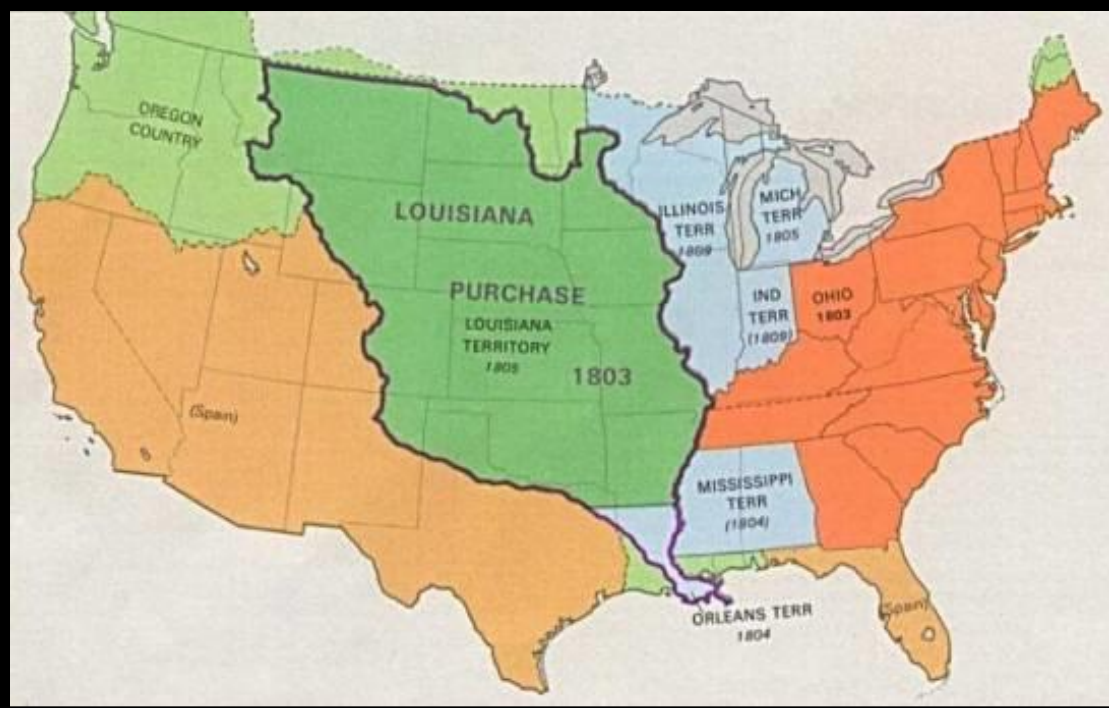 OREGON
COUNTRY
LOUISIANA
PURCHASE
LOUISIANA
TERRITORY
1805
1803
ILLINOIS
TERR
1809
MICH
TERR
1805
IND
TERR
(1809)
OHIO
1803
(Spain)
MISSISSIPPI
TERR
(1804)
ORLEANS TERR
1804
(Spain)